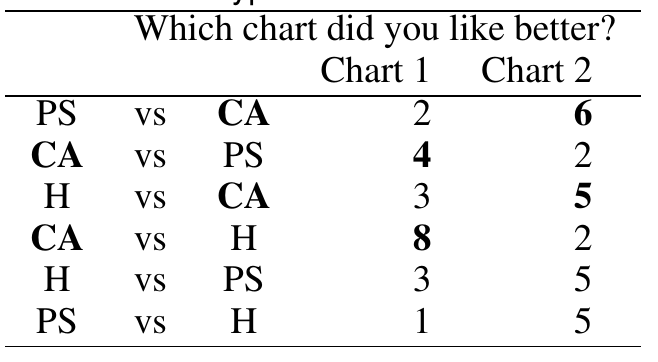 Which chart did you like better?
Chart 1 Chart 2
PS vs CA 2 6
CA vs PS 4 2
H vs CA 3 5
CA vs H 8 2
H vs PS 3 5
PS vs H 1 5